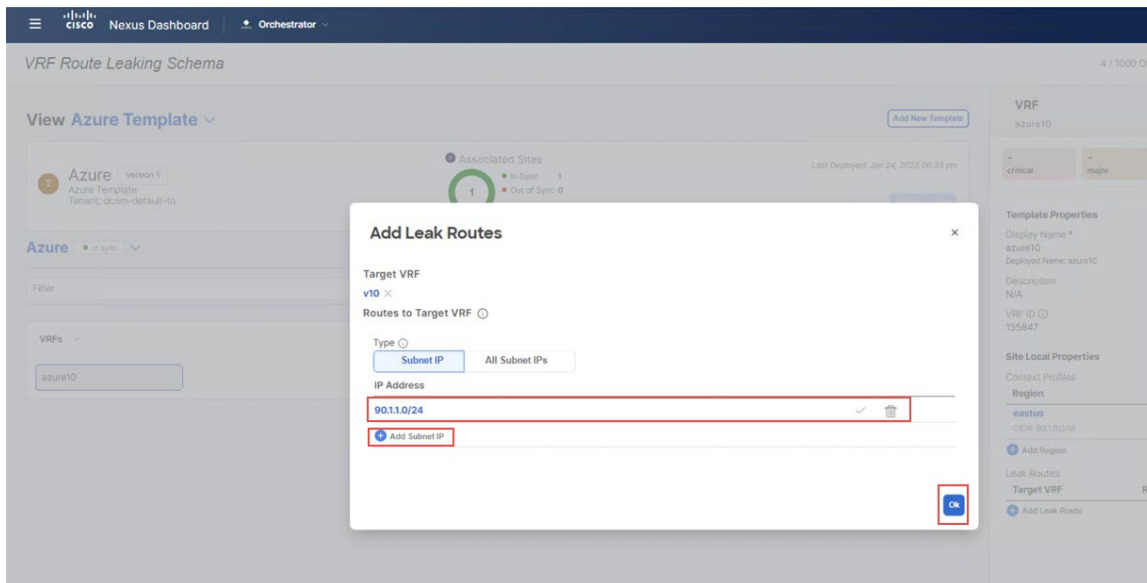 cisco Nexus Dashboard Orchestrator
VRF Route Leaking Schema
4 / 1000 O
View Azure Template
Add New Template
Azure Version 1
Azure Template
Tenant: dcnm-default-tn
Associated Sites
1
In Sync 1
Out of Sync 0
Last Deployed: Jan 24, 2023 06:33 pm
Azure In Sync
Filter
VRFs
azure10
Add Leak Routes
Target VRF
v10
Routes to Target VRF
Type
Subnet IP All Subnet IPs
IP Address
90.1.1.0/24
Add Subnet IP
Ok
VRF
azure10
critical
major
Template Properties
Display Name *
azure10
Deployed Name: azure10
Description
N/A
VRF ID
155847
Site Local Properties
Context Profiles
Region
eastus
CIDR: 90.1.0.0/16
Add Region
Leak Routes
Target VRF R
Add Leak Route